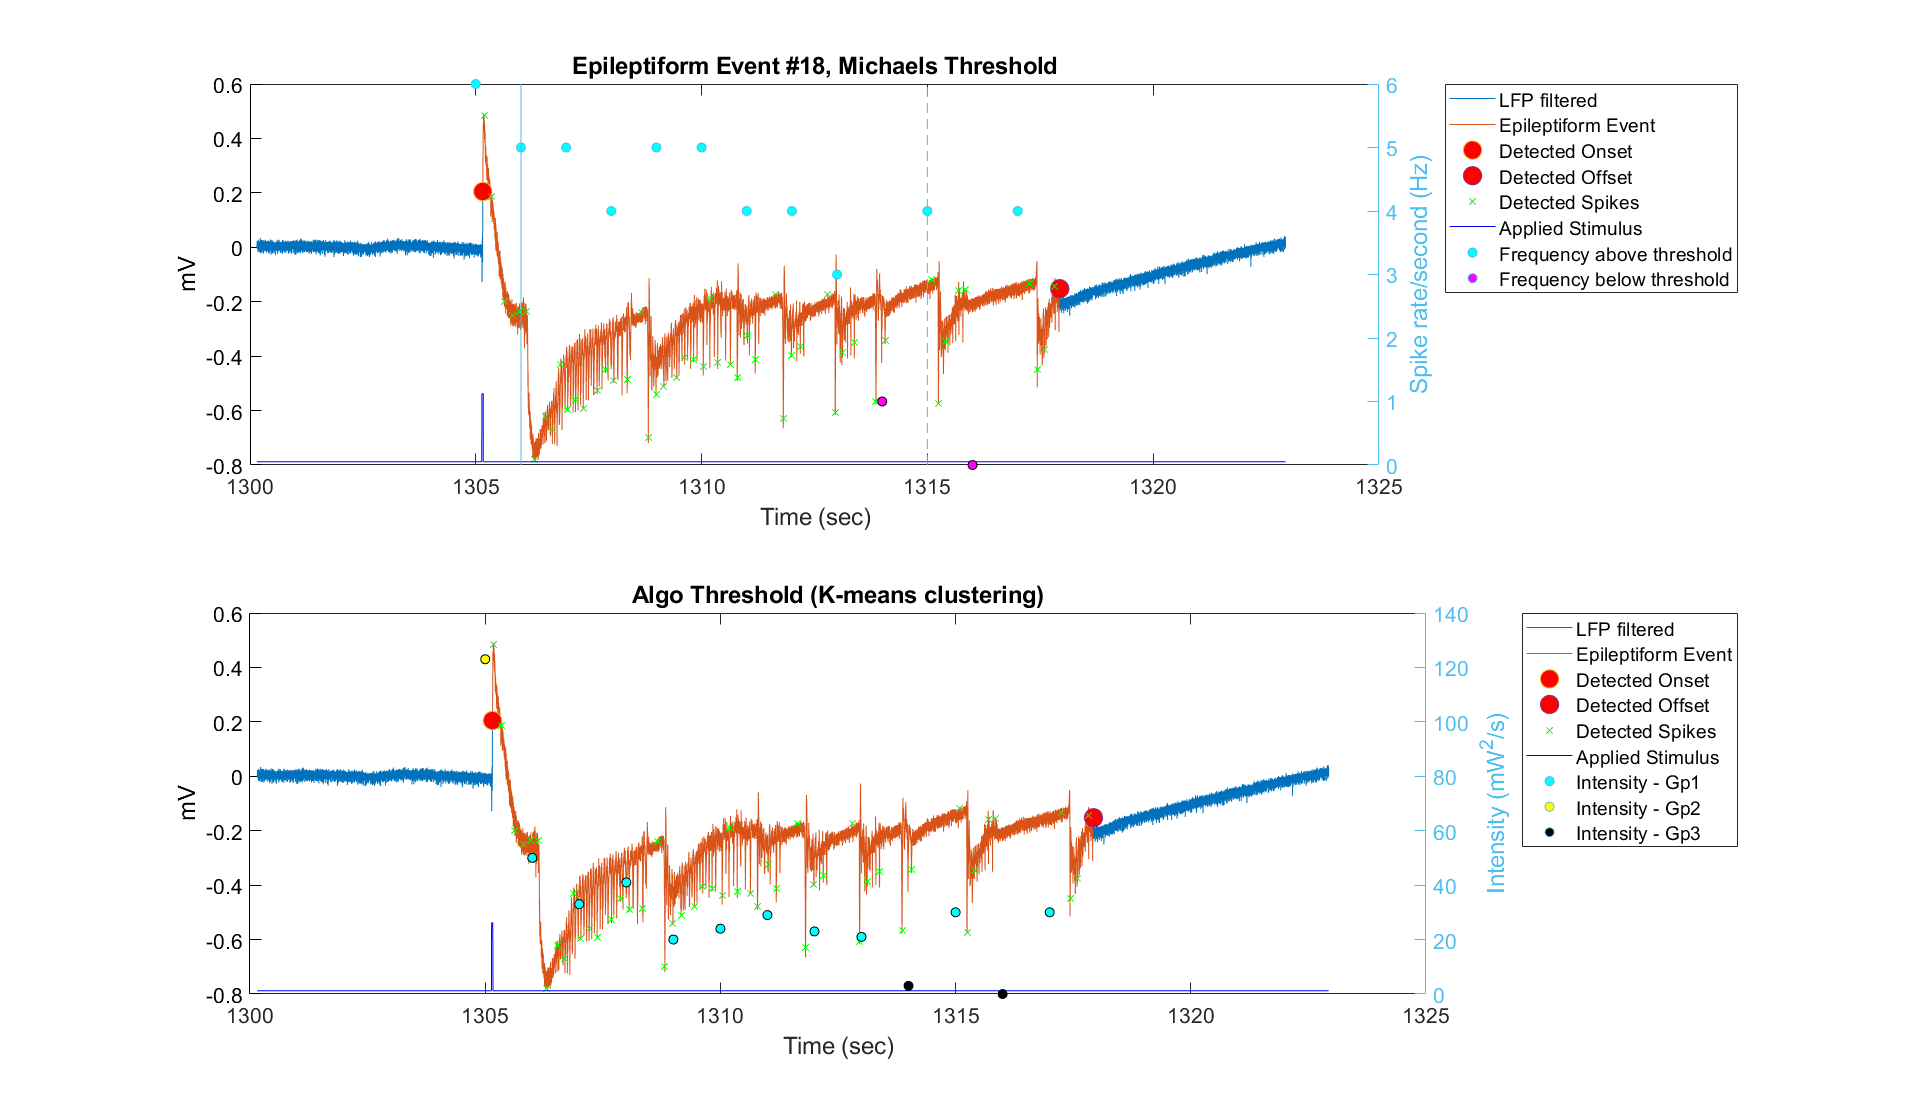 Epileptiform Event #18, Michaels Threshold
0.6
0.4
0.2
0
-0.2
-0.4
-0.6
-0.8
mV
1300
1305
1310
1315
1320
1325
Time (sec)
6
5
4
3
2
1
0
Spike rate/second (Hz)
LFP filtered
Epileptiform Event
Detected Onset
Detected Offset
Detected Spikes
Applied Stimulus
Frequency above threshold
Frequency below threshold
Algo Threshold (K-means clustering)
0.6
0.4
0.2
0
-0.2
-0.4
-0.6
-0.8
mV
1300
1305
1310
1315
1320
1325
Time (sec)
140
120
100
80
60
40
20
0
Intensity (mW²/s)
LFP filtered
Epileptiform Event
Detected Onset
Detected Offset
Detected Spikes
Applied Stimulus
Intensity - Gp1
Intensity - Gp2
Intensity - Gp3